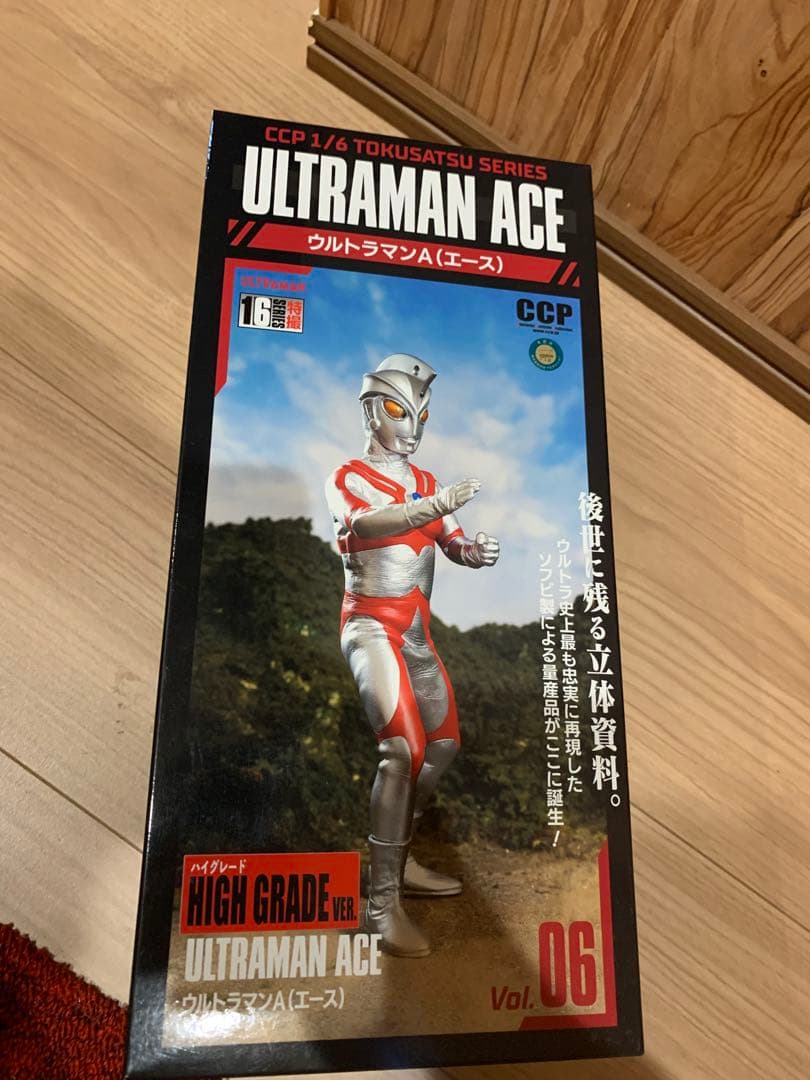 CCP 1/6 TOKUSATSU SERIES
ULTRAMAN ACE
ウルトラマンA(エース)
ULTRAMAN
1/6
SERIES
特撮
CCP
後世に残る立体資料。
ウルトラ史上最も忠実に再現した
ソフビ製による量産品がここに誕生!
ハイグレード
HIGH GRADE VER.
ULTRAMAN ACE
ウルトラマンA(エース)
Vol. 06